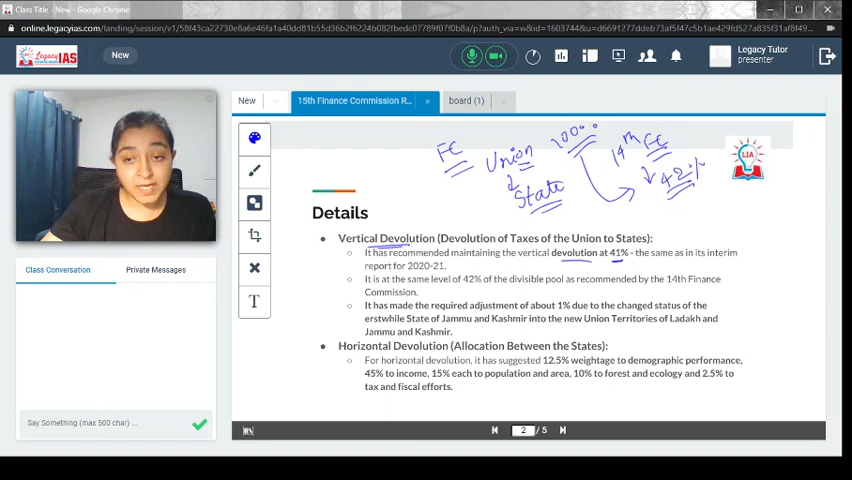 Class Title - New - Google Chrome
online.legacyias.com/landing/session/v1/58f43ca22730e8a6e46fa1a40dd81b55d36b2f6224b082fbedc07789f07f0b8a/p?auth_via=w&id=1603744&u=d6691277ddeb73af5f47c5b1ae20929fd527a835f31af8f4f9...
Legacy IAS
New
Legacy Tutor
presenter
New
15th Finance Commission R...
board (1)
FC Union 10000 14th FC
State 42%
LIA
Details
Vertical Devolution (Devolution of Taxes of the Union to States):
It has recommended maintaining the vertical devolution at 41% - the same as in its interim
report for 2020-21.
It is at the same level of 42% of the divisible pool as recommended by the 14th Finance
Commission.
It has made the required adjustment of about 1% due to the changed status of the
erstwhile State of Jammu and Kashmir into the new Union Territories of Ladakh and
Jammu and Kashmir.
Horizontal Devolution (Allocation Between the States):
For horizontal devolution, it has suggested 12.5% weightage to demographic performance,
45% to income, 15% each to population and area, 10% to forest and ecology and 2.5% to
tax and fiscal efforts.
Class Conversation
Private Messages
Say Something (max 500 char) ...
T
2 / 5